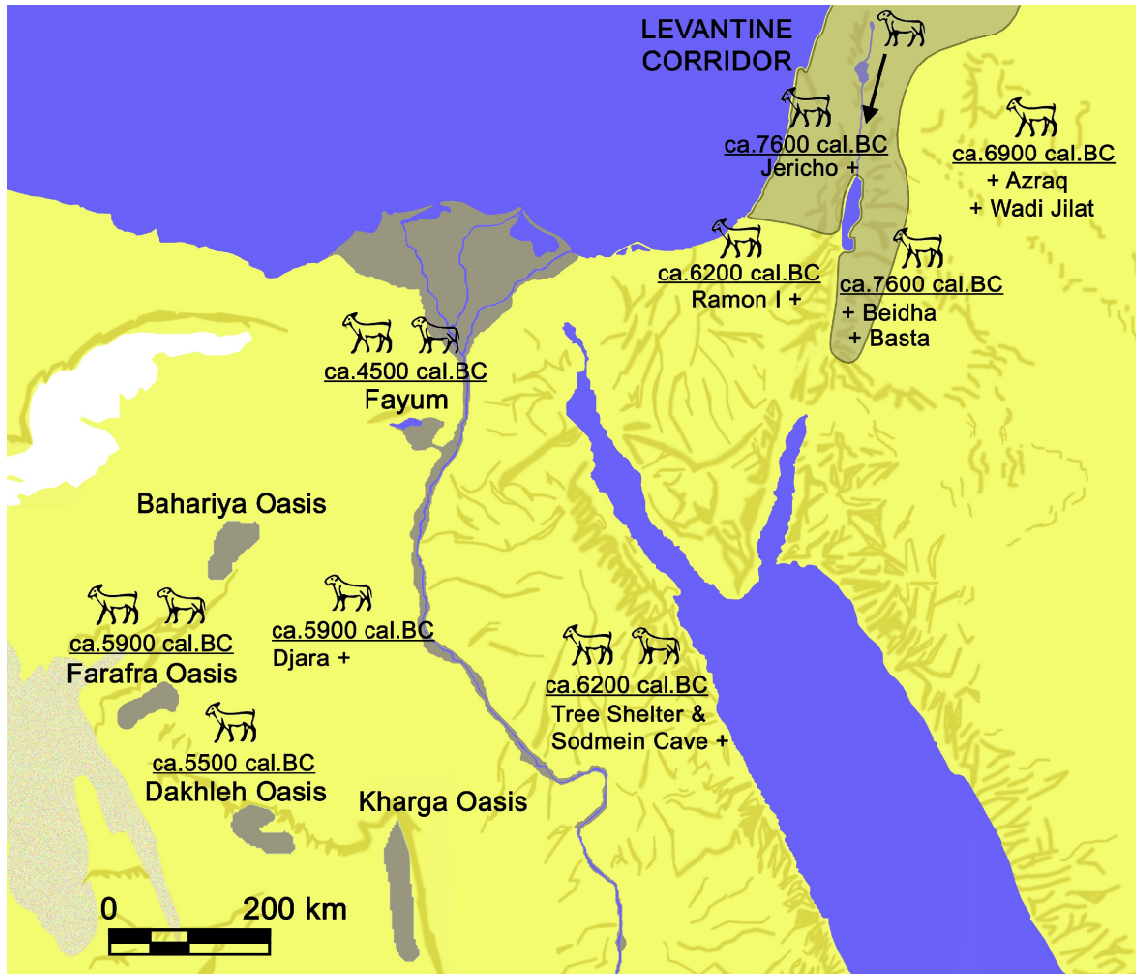 LEVANTINE
CORRIDOR
ca.7600 cal.BC
Jericho +
ca.6900 cal.BC
+ Azraq
+ Wadi Jilat
ca.6200 cal.BC
Ramon I +
ca.7600 cal.BC
+ Beidha
+ Basta
ca.4500 cal.BC
Fayum
Bahariya Oasis
ca.5900 cal.BC
Farafra Oasis
ca.5900 cal.BC
Djara +
ca.6200 cal.BC
Tree Shelter &
Sodmein Cave +
ca.5500 cal.BC
Dakhleh Oasis
Kharga Oasis
0 200 km